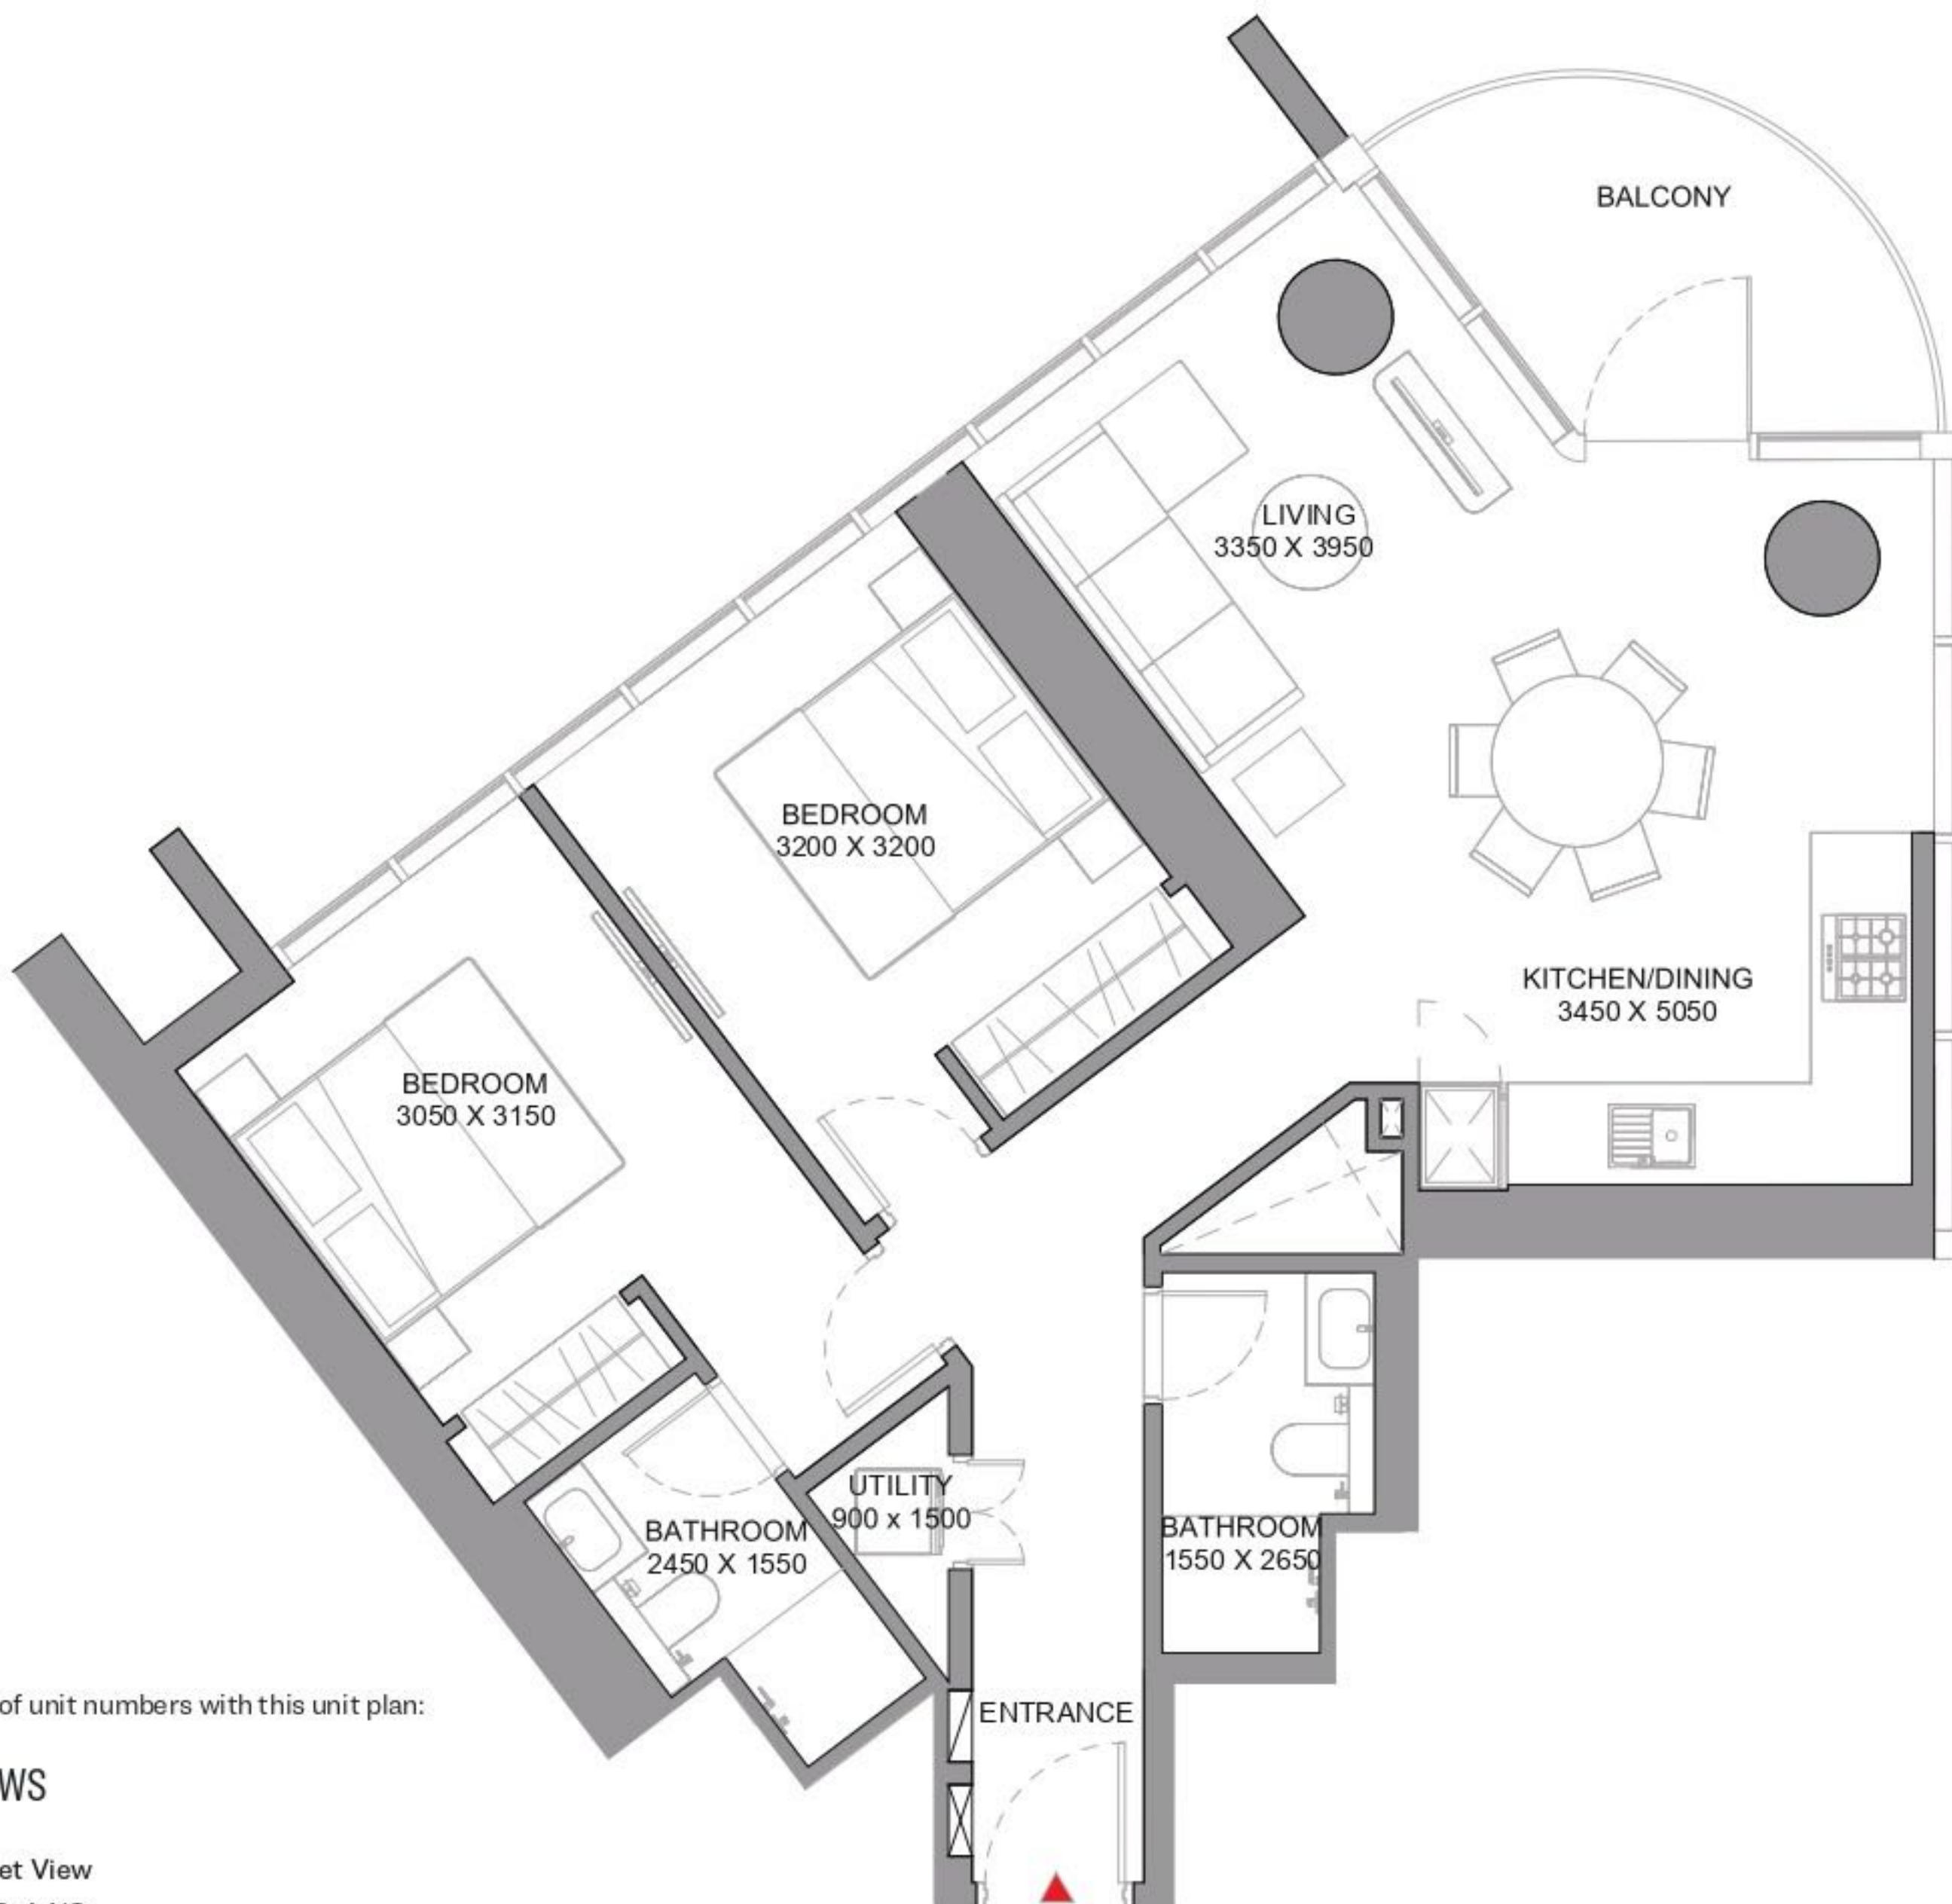 BALCONY
LIVING
3350 X 3950
BEDROOM
3200 X 3200
KITCHEN/DINING
3450 X 5050
BEDROOM
3050 X 3150
UTILITY
900 x 1500
BATHROOM
2450 X 1550
BATHROOM
1550 X 2650
of unit numbers with this unit plan:
ENTRANCE
WS
et View